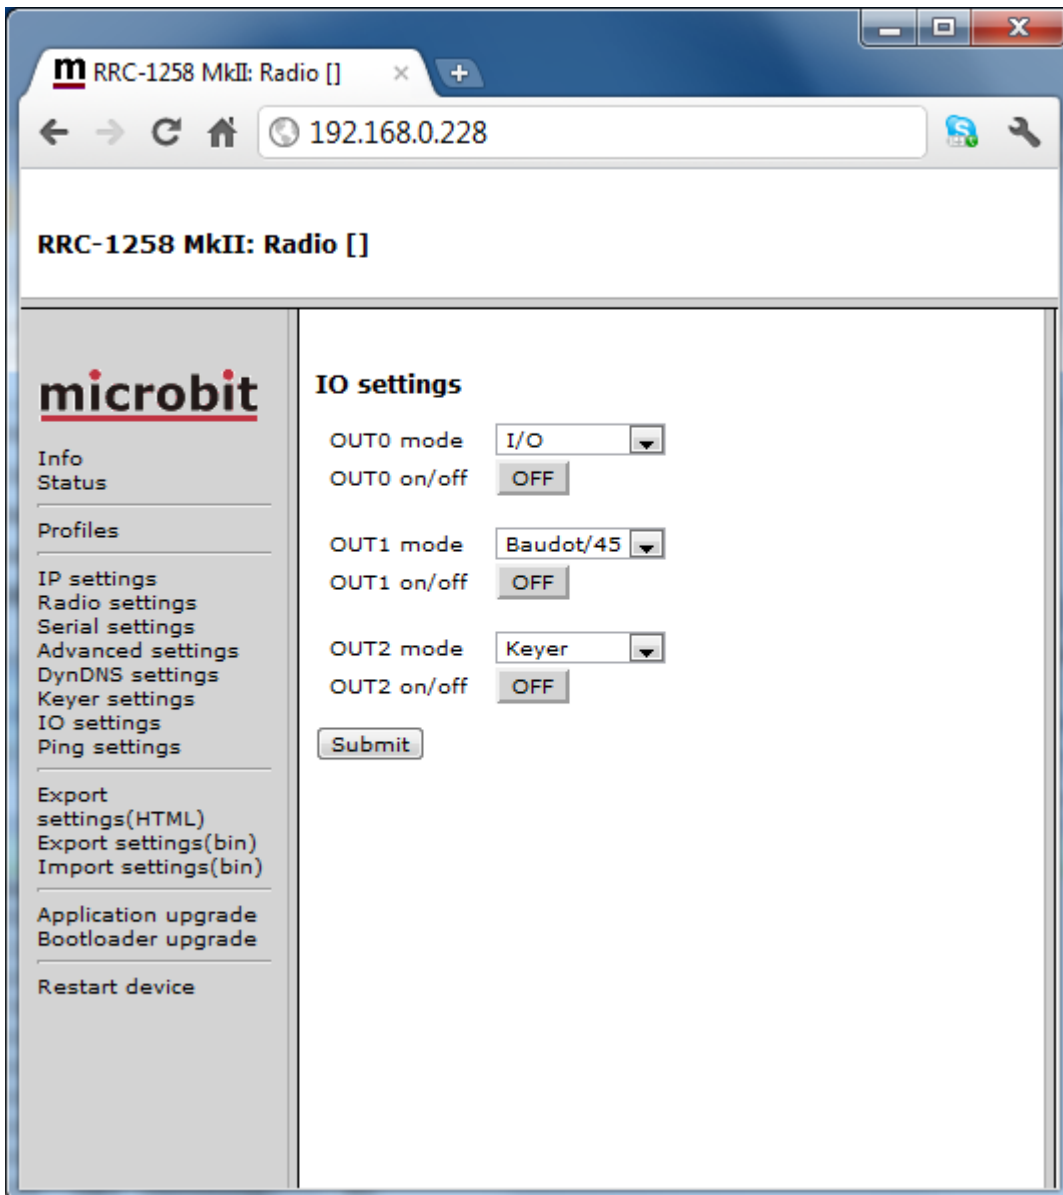 m RRC-1258 MkII: Radio []
192.168.0.228
RRC-1258 MkII: Radio []
microbit
Info
Status
Profiles
IP settings
Radio settings
Serial settings
Advanced settings
DynDNS settings
Keyer settings
IO settings
Ping settings
Export
settings(HTML)
Export settings(bin)
Import settings(bin)
Application upgrade
Bootloader upgrade
Restart device
IO settings
OUT0 mode I/O
OUT0 on/off OFF
OUT1 mode Baudot/45
OUT1 on/off OFF
OUT2 mode Keyer
OUT2 on/off OFF
Submit